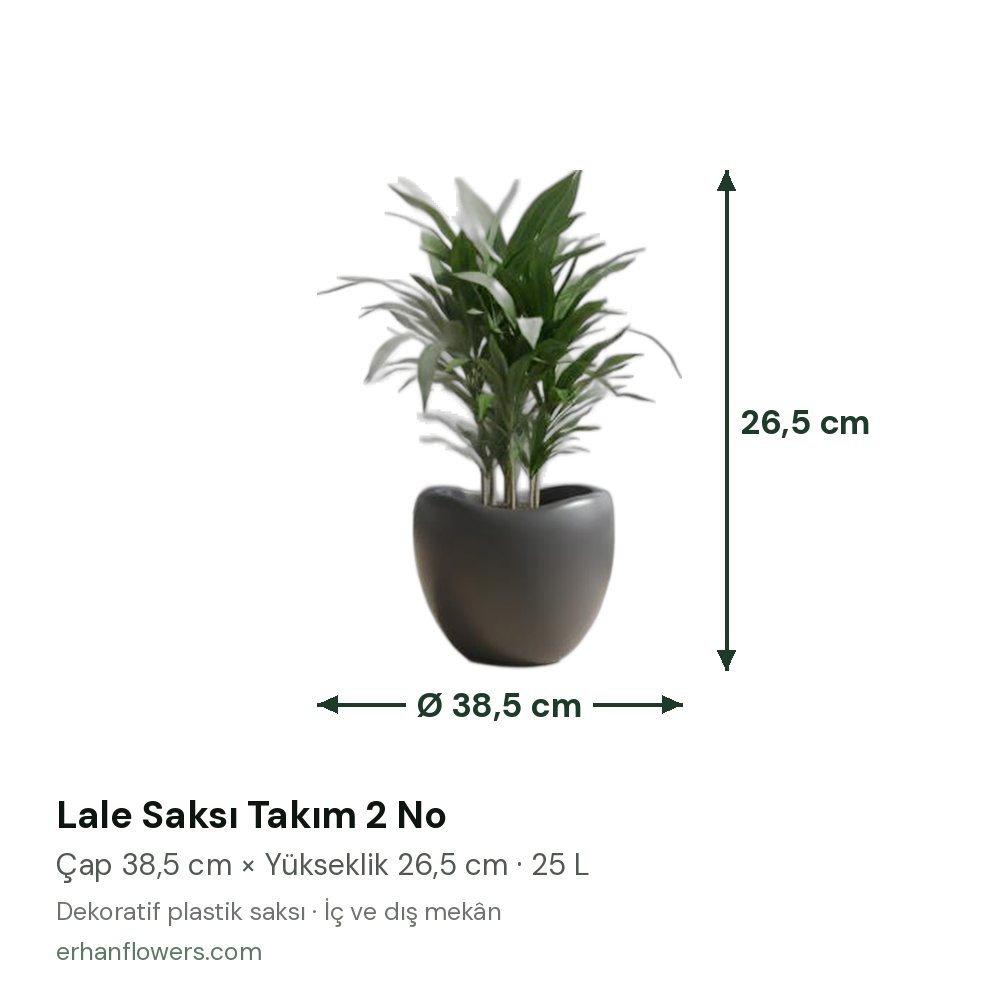 26,5 cm
Ø 38,5 cm
Lale Saksı Takım 2 No
Çap 38,5 cm × Yükseklik 26,5 cm · 25 L
Dekoratif plastik saksı · İç ve dış mekân
erhanflowers.com